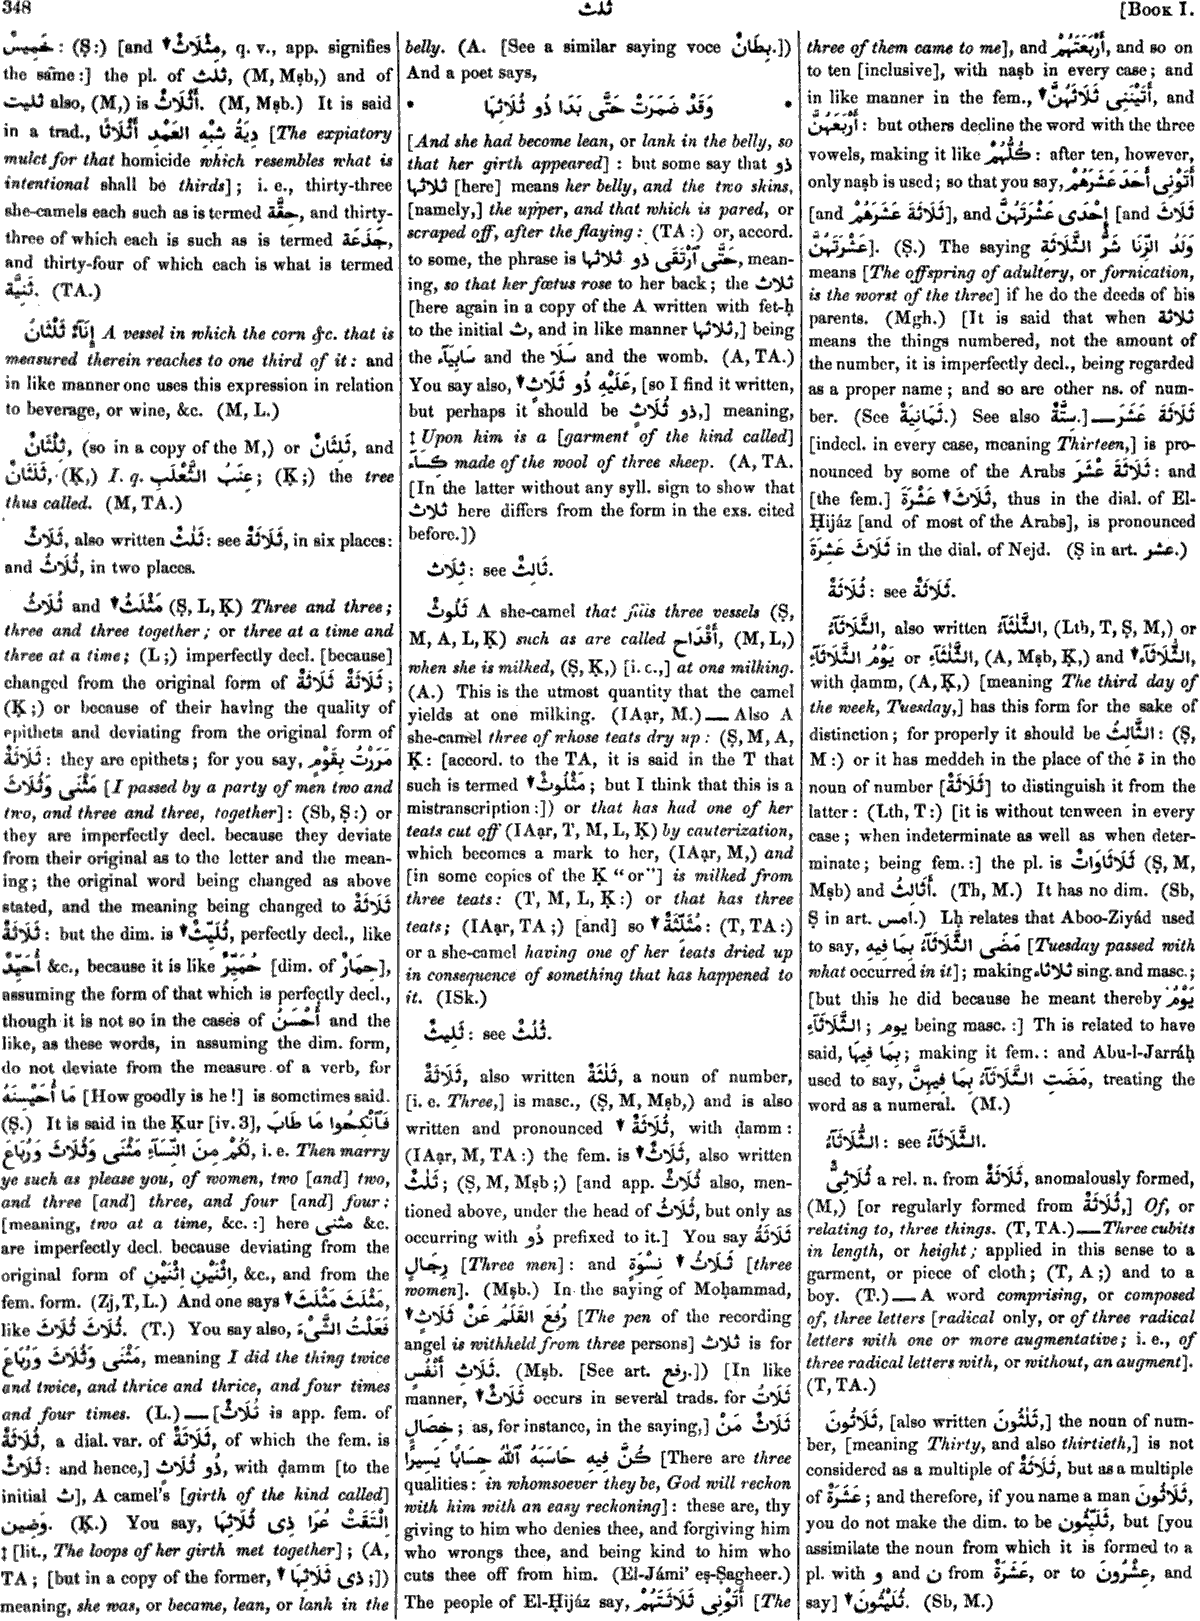 348
ثلث
[BOOK I.
خَمِيسٌ: (Ṣ:) [and ↓ مِثْلَاثٌ, q. v., app. signifies
the same:] the pl. of ثلث, (M, Mṣb,) and of
ثليث also, (M,) is أَثْلَاثٌ. (M, Mṣb.) It is said
in a trad., دِيَةُ شِبْهِ العَمْدِ أَثْلَاثًا [The expiatory
mulct for that homicide which resembles what is
intentional shall be thirds]; i. e., thirty-three
she-camels each such as is termed حِقَّة, and thirty-
three of which each is such as is termed جَذَعَة,
and thirty-four of which each is what is termed
ثَنِيَّة. (TA.)
إِنَآءٌ ثَلْثَانُ A vessel in which the corn &c. that is
measured therein reaches to one third of it: and
in like manner one uses this expression in relation
to beverage, or wine, &c. (M, L.)
ثِلْثَانٌ, (so in a copy of the M,) or ثَلِثَانٌ, and
ثَلَثَانٌ, (Ḳ,) I. q. عِنَبُ الثَّعْلَبِ; (Ḳ;) the tree
thus called. (M, TA.)
ثَلَاثٌ, also written ثَلٰثٌ: see ثَلَاثَةٌ, in six places:
and ثُلَاثُ, in two places.
ثُلَاثُ and ↓ مَثْلَثُ (Ṣ, L, Ḳ) Three and three;
three and three together; or three at a time and
three at a time; (L;) imperfectly decl. [because]
changed from the original form of ثَلَاثَةٌ ثَلَاثَةٌ;
(Ḳ;) or because of their having the quality of
epithets and deviating from the original form of
ثَلَاثَةٌ: they are epithets; for you say, مَرَرْتُ بِقَوْمٍ
مَثْنَى وَثُلَاثَ [I passed by a party of men two and
two, and three and three, together]: (Sb, Ṣ:) or
they are imperfectly decl. because they deviate
from their original as to the letter and the mean-
ing; the original word being changed as above
stated, and the meaning being changed to ثَلَاثَةٌ
ثَلَاثَةٌ: but the dim. is ↓ ثُلَيِّثٌ, perfectly decl., like
أُحَيِّدٌ &c., because it is like حُمَيِّرٌ [dim. of حِمَارٌ],
assuming the form of that which is perfectly decl.,
though it is not so in the cases of أَحْسَنُ and the
like, as these words, in assuming the dim. form,
do not deviate from the measure of a verb, for
مَا أُحَيْسِنَهُ [How goodly is he!] is sometimes said.
(Ṣ.) It is said in the Ḳur [iv. 3], فَٱنْكِحُوا مَا طَابَ
لَكُمْ مِنَ النِّسَآءِ مَثْنَى وَثُلَاثَ وَرُبَاعَ, i. e. Then marry
ye such as please you, of women, two [and] two,
and three [and] three, and four [and] four:
[meaning, two at a time, &c.:] here مثنى &c.
are imperfectly decl. because deviating from the
original form of اِثْنَيْنِ اِثْنَيْنِ, &c., and from the
fem. form. (Zj, T, L.) And one says ↓ مَثْلَثَ مَثْلَثَ,
like ثُلَاثَ ثُلَاثَ. (T.) You say also, فَعَلْتُ الشَّىْءَ
مَثْنَى وَثُلَاثَ وَرُبَاعَ, meaning I did the thing twice
and twice, and thrice and thrice, and four times
and four times. (L.) — [ثُلَاثٌ is app. fem. of
ثُلَاثَةٌ, a dial. var. of ثَلَاثَةٌ, of which the fem. is
ثَلَاثٌ: and hence,] ذُو ثُلَاثٍ, with ḍamm [to the
initial ث], A camel's [girth of the kind called]
وَضِين. (Ḳ.) You say, اِلْتَقَتْ عُرَا ذِى ثُلَاثِهَا
‡ [lit., The loops of her girth met together]; (A,
TA; [but in a copy of the former, ↓ ذى ثَلَاثِهَا;])
meaning, she was, or became, lean, or lank in the
belly. (A. [See a similar saying voce بِطَانٌ.])
And a poet says,
• وَقَدْ ضَمَرَتْ حَتَّى بَدَا ذُو ثُلَاثِهَا •
[And she had become lean, or lank in the belly, so
that her girth appeared]: but some say that ذو
ثلاثها [here] means her belly, and the two skins,
[namely,] the upper, and that which is pared, or
scraped off, after the flaying: (TA:) or, accord.
to some, the phrase is حَتَّى ٱرْتَقَى ذو ثلاثها, mean-
ing, so that her fœtus rose to her back; the ثلاث
[here again in a copy of the A written with fet-ḥ
to the initial ث, and in like manner ثلاثها,] being
the سَابِيَآء and the سَلَا and the womb. (A, TA.)
You say also, ↓ عَلَيْهِ ذُو ثَلَاثٍ, [so I find it written,
but perhaps it should be ذو ثُلَاثٍ,] meaning,
‡ Upon him is a [garment of the kind called]
كِسَآء made of the wool of three sheep. (A, TA.
[In the latter without any syll. sign to show that
ثلاث here differs from the form in the exs. cited
before.])
ثِلَاث: see ثَالِثٌ.
ثَلُوثٌ A she-camel that fills three vessels (Ṣ,
M, A, L, Ḳ) such as are called أَقْدَاح, (M, L,)
when she is milked, (Ṣ, Ḳ,) [i. e.,] at one milking.
(A.) This is the utmost quantity that the camel
yields at one milking. (IAạr, M.) — Also A
she-camel three of whose teats dry up: (Ṣ, M, A,
Ḳ: [accord. to the TA, it is said in the T that
such is termed ↓ مَثْلُوثٌ; but I think that this is a
mistranscription:]) or that has had one of her
teats cut off (IAạr, T, M, L, Ḳ) by cauterization,
which becomes a mark to her, (IAạr, M,) and
[in some copies of the Ḳ “or”] is milked from
three teats: (T, M, L, Ḳ:) or that has three
teats; (IAạr, TA;) [and] so ↓ مُثَلَّثَةٌ: (T, TA:)
or a she-camel having one of her teats dried up
in consequence of something that has happened to
it. (ISk.)
ثَلِيثٌ: see ثُلُثٌ.
ثَلَاثَةٌ, also written ثَلٰثَةٌ, a noun of number,
[i. e. Three,] is masc., (Ṣ, M, Mṣb,) and is also
written and pronounced ↓ ثُلَاثَةٌ, with ḍamm:
(IAạr, M, TA:) the fem. is ↓ ثَلَاثٌ, also written
ثَلٰثٌ; (Ṣ, M, Mṣb;) [and app. ثُلَاثٌ also, men-
tioned above, under the head of ثُلَاثُ, but only as
occurring with ذُو prefixed to it.] You say ثَلَاثَةُ
رِجَالٍ [Three men]: and ↓ ثَلَاثُ نِسْوَةٍ [three
women]. (Mṣb.) In the saying of Moḥammad,
↓ رُفِعَ القَلَمُ عَنْ ثَلَاثٍ [The pen of the recording
angel is withheld from three persons] ثلاث is for
ثَلَاثِ أَنْفُسٍ. (Mṣb. [See art. رفع.]) [In like
manner, ↓ ثَلَاثٌ occurs in several trads. for ثَلَاثُ
خِصَالٍ; as, for instance, in the saying,] ثَلَاثٌ مَنْ
كُنَّ فِيهِ حَاسَبَهُ ٱللّٰهُ حِسَابًا يَسِيرًا [There are three
qualities: in whomsoever they be, God will reckon
with him with an easy reckoning]: these are, thy
giving to him who denies thee, and forgiving him
who wrongs thee, and being kind to him who
cuts thee off from him. (El-Jámi' eṣ-Ṣagheer.)
The people of El-Ḥijáz say, أَتَوْنِى ثَلَاثَتَهُمْ [The
three of them came to me], and أَرْبَعَتَهُمْ, and so on
to ten [inclusive], with naṣb in every case; and
in like manner in the fem., ↓ أَتَيْنَنِى ثَلَاثَهُنَّ, and
أَرْبَعَهُنَّ: but others decline the word with the three
vowels, making it like كُلُّهُمْ: after ten, however,
only naṣb is used; so that you say, أَتَوْنِى أَحَدَ عَشَرَهُمْ
[and ثَلَاثَةَ عَشَرَهُمْ], and إِحْدَى عَشْرَتَهُنَّ [and ثَلَاثَ
عَشْرَتَهُنَّ]. (Ṣ.) The saying وَلَدُ الزِّنَا شَرُّ الثَّلَاثَةِ
means [The offspring of adultery, or fornication,
is the worst of the three] if he do the deeds of his
parents. (Mgh.) [It is said that when ثلاثة
means the things numbered, not the amount of
the number, it is imperfectly decl., being regarded
as a proper name; and so are other ns. of num-
ber. (See ثَمَانِيَةٌ.) See also سِتَّةٌ.] — ثَلَاثَةَ عَشَرَ
[indecl. in every case, meaning Thirteen,] is pro-
nounced by some of the Arabs ثَلَاثَةَ عْشَرَ: and
[the fem.] ↓ ثَلَاثَ عَشْرَةَ, thus in the dial. of El-
Ḥijáz [and of most of the Arabs], is pronounced
ثَلَاثَ عَشِرَةَ in the dial. of Nejd. (Ṣ in art. عشر.)
ثُلَاثَةٌ: see ثَلَاثَةٌ.
الثَّلَاثَآءُ, also written الثَّلٰثَآءُ, (Lth, T, Ṣ, M,) or
يَوْمُ الثَّلَاثَآءِ or الثَّلٰثَآءِ, (A, Mṣb, Ḳ,) and ↓ الثُّلَاثَآء,
with ḍamm, (A, Ḳ,) [meaning The third day of
the week, Tuesday,] has this form for the sake of
distinction; for properly it should be الثَّالِثُ: (Ṣ,
M:) or it has meddeh in the place of the ة in the
noun of number [ثَلَاثَةٌ] to distinguish it from the
latter: (Lth, T:) [it is without tenween in every
case; when indeterminate as well as when deter-
minate; being fem.:] the pl. is ثَلَاثَاوَاتٌ (Ṣ, M,
Mṣb) and أَثَالِثُ. (Th, M.) It has no dim. (Sb,
Ṣ in art. امس.) Lḥ relates that Aboo-Ziyád used
to say, مَضَى الثَّلَاثَآءُ بِمَا فِيهِ [Tuesday passed with
what occurred in it]; making ثلاثاء sing. and masc.;
[but this he did because he meant thereby يَوْمُ
الثَّلَاثَآءِ; يوم being masc.:] Th is related to have
said, بِمَا فِيهَا; making it fem.: and Abu-l-Jarráḥ
used to say, مَضَتِ الثَّلَاثَآءُ بِمَا فِيهِنَّ, treating the
word as a numeral. (M.)
الثُّلَاثَآءُ: see الثَّلَاثَآءُ.
ثُلَاثِىٌّ a rel. n. from ثَلَاثَةٌ, anomalously formed,
(M,) [or regularly formed from ثُلَاثَةٌ,] Of, or
relating to, three things. (T, TA.) — Three cubits
in length, or height; applied in this sense to a
garment, or piece of cloth; (T, A;) and to a
boy. (T.) — A word comprising, or composed
of, three letters [radical only, or of three radical
letters with one or more augmentative; i. e., of
three radical letters with, or without, an augment].
(T, TA.)
ثَلَاثُونَ, [also written ثَلٰثُونَ,] the noun of num-
ber, [meaning Thirty, and also thirtieth,] is not
considered as a multiple of ثَلَاثَةٌ, but as a multiple
of عَشَرَةٌ; and therefore, if you name a man ثَلَاثُونَ,
you do not make the dim. to be ثُلَيِّثُونَ, but [you
assimilate the noun from which it is formed to a
pl. with و and ن from عَشَرَةٌ, or to عِشْرُونَ, and
say] ↓ ثُلَيْثُونَ. (Sb, M.)